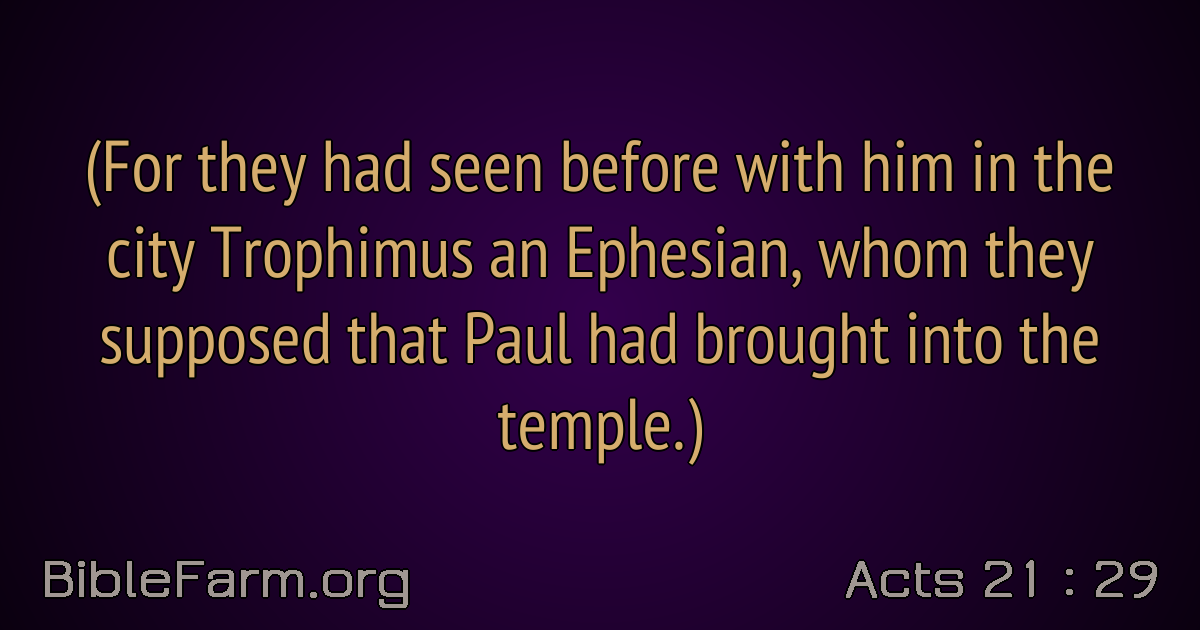 (For they had seen before with him in the
city Trophimus an Ephesian, whom they
supposed that Paul had brought into the
temple.)
BibleFarm.org
Acts 21 : 29